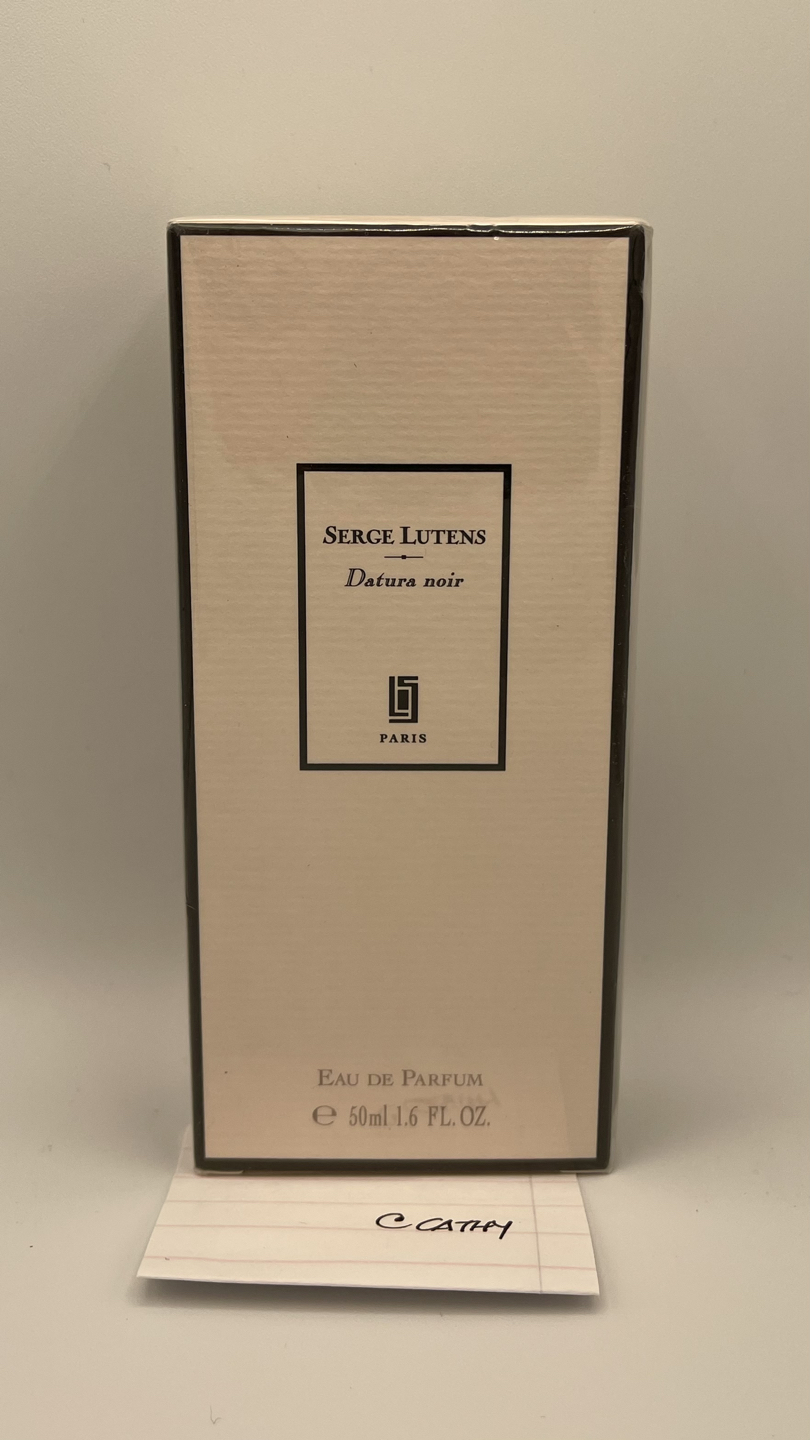 SERGE LUTENS
Datura noir
PARIS
EAU DE PARFUM
℮ 50ml 1.6 FL.OZ.
C CATHY